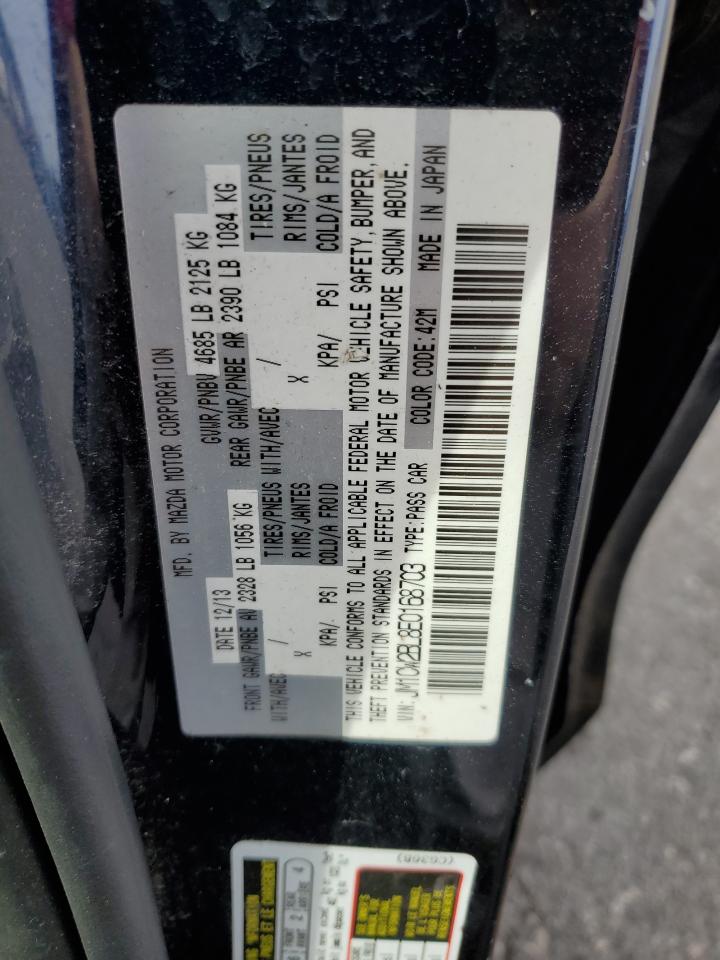 MFD. BY MAZDA MOTOR CORPORATION
DATE 12/13 GVWR/PNBV 4685 LB 2125 KG
FRONT GAWR/PNBE AV 2328 LB 1056 KG REAR GAWR/PNBE AR 2390 LB 1084 KG
WITH/AVEC / TIRES/PNEUS WITH/AVEC / TIRES/PNEUS
X RIMS/JANTES X RIMS/JANTES
KPA/ PSI COLD/A FROID KPA/ PSI COLD/A FROID
THIS VEHICLE CONFORMS TO ALL APPLICABLE FEDERAL MOTOR VEHICLE SAFETY, BUMPER, AND
THEFT PREVENTION STANDARDS IN EFFECT ON THE DATE OF MANUFACTURE SHOWN ABOVE.
VIN: JM1CW2BL8E0168703 TYPE:PASS CAR COLOR CODE:42M MADE IN JAPAN
FRONT
AVANT 2
4